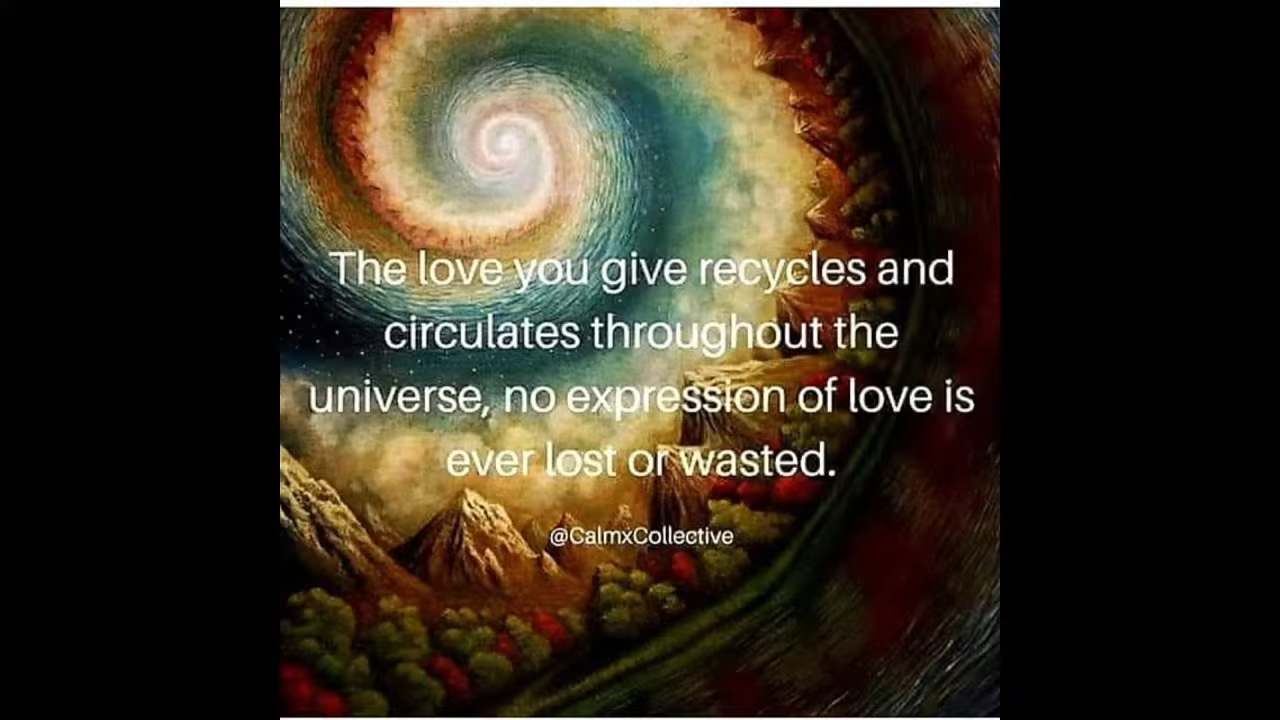 The love you give recycles and
circulates throughout the
universe, no expression of love is
ever lost or wasted.
@CalmxCollective